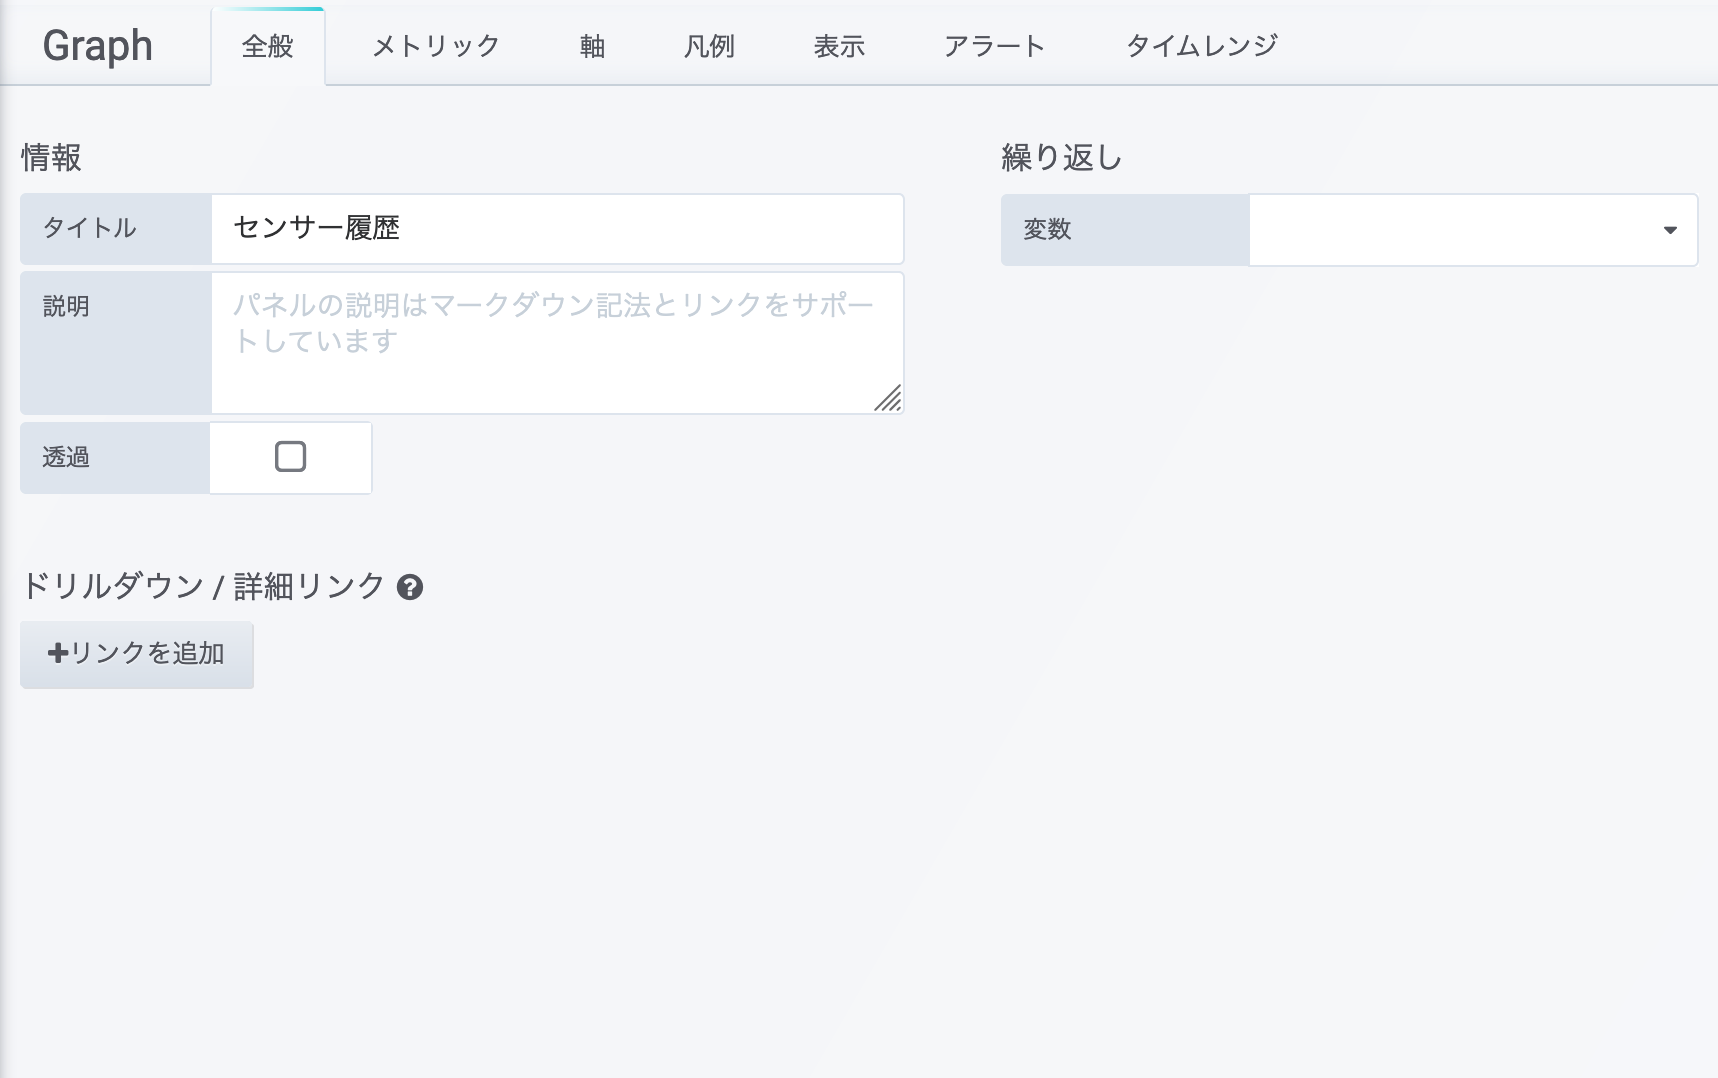 Graph 全般 メトリック 軸 凡例 表示 アラート タイムレンジ
情報
タイトル センサー履歴
説明 パネルの説明はマークダウン記法とリンクをサポー
トしています
透過
繰り返し
変数
ドリルダウン / 詳細リンク ?
+リンクを追加